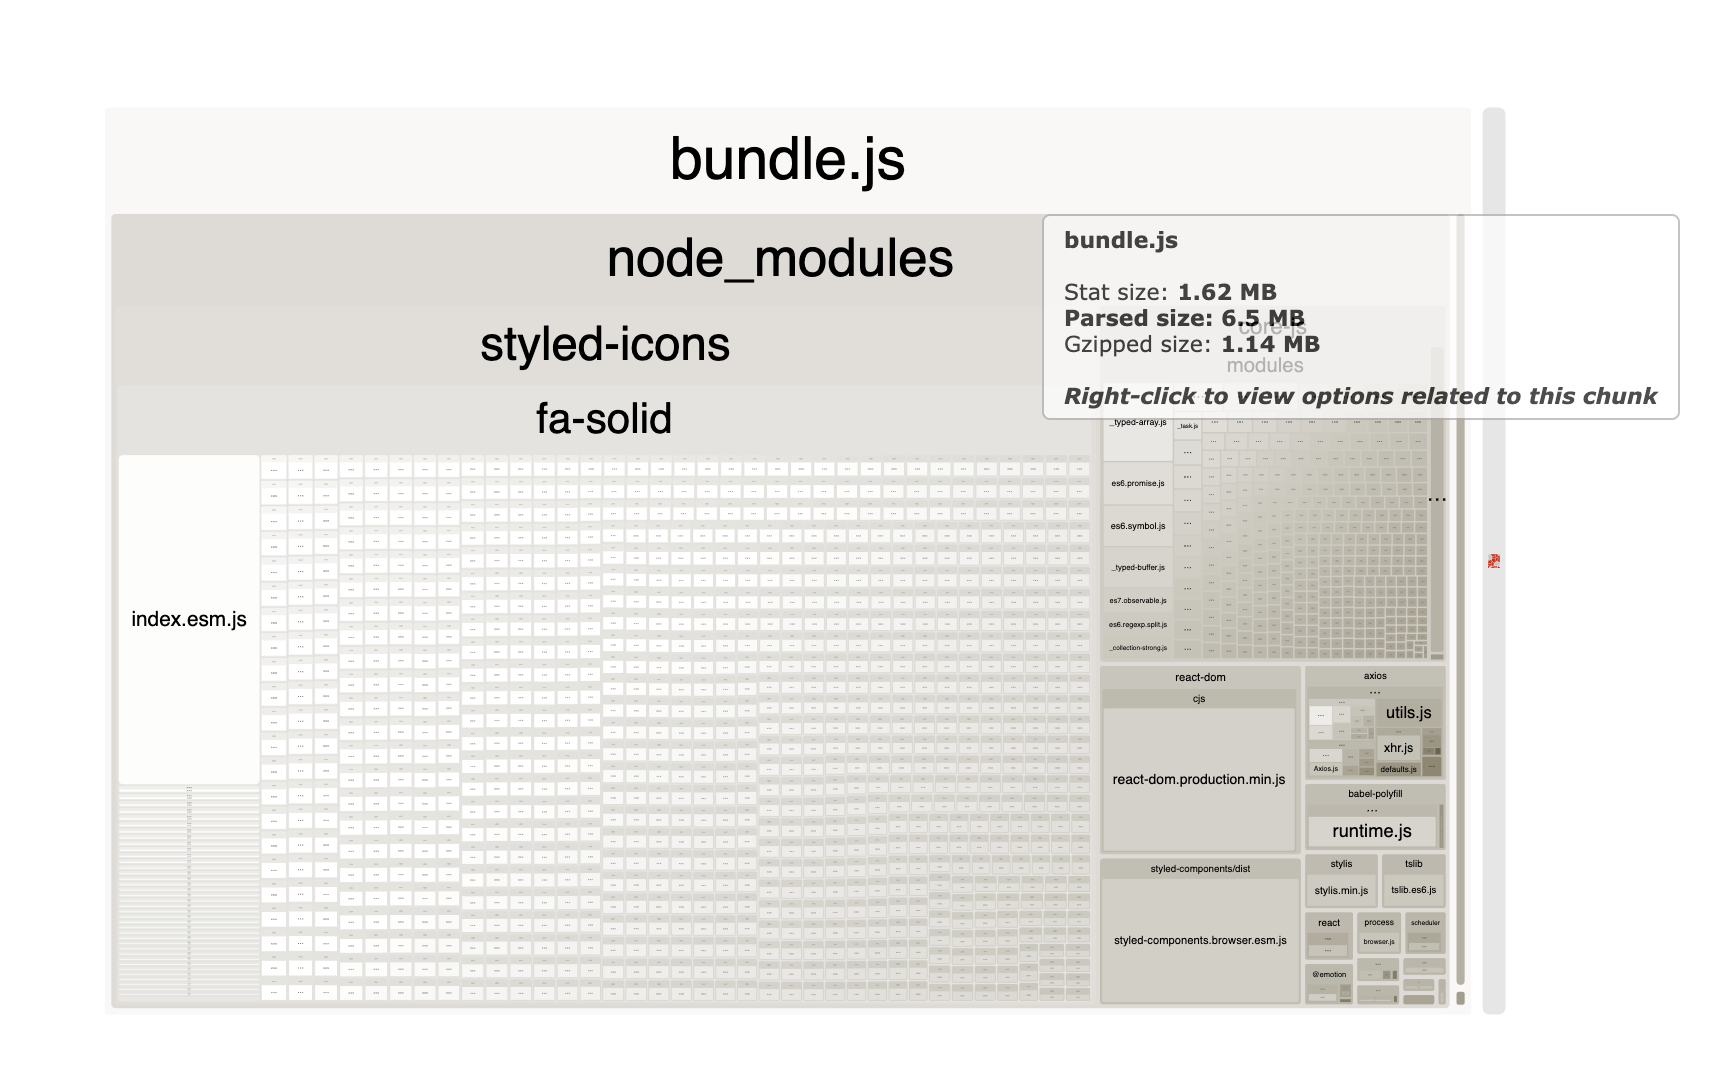 bundle.js
node_modules
styled-icons
fa-solid
index.esm.js
bundle.js
Stat size: 1.62 MB
Parsed size: 6.5 MB
Gzipped size: 1.14 MB
Right-click to view options related to this chunk
core-js
modules
_typed-array.js
_task.js
es6.promise.js
es6.symbol.js
_typed-buffer.js
es7.observable.js
es6.regexp.split.js
_collection-strong.js
react-dom
cjs
react-dom.production.min.js
styled-components/dist
styled-components.browser.esm.js
axios
...
utils.js
xhr.js
Axios.js
defaults.js
babel-polyfill
...
runtime.js
stylis
stylis.min.js
tslib
tslib.es6.js
react
process
browser.js
scheduler
@emotion